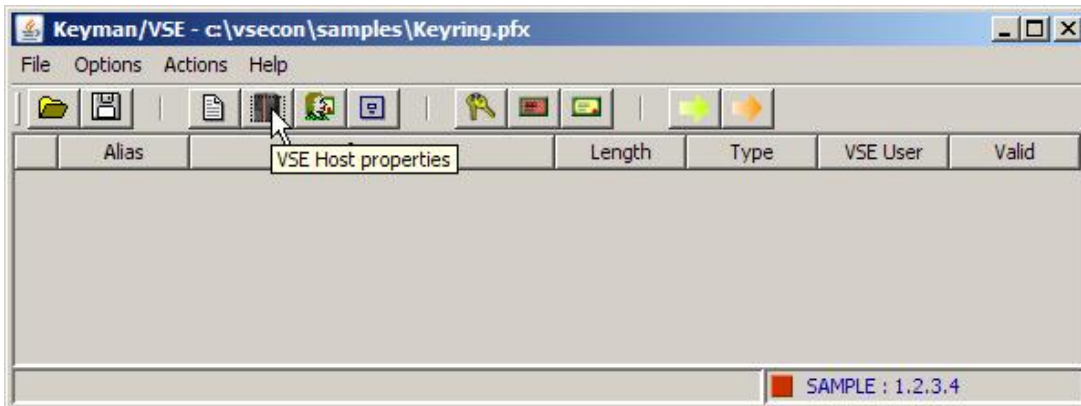 Keyman/VSE - c:\vsecon\samples\Keyring.pfx
File Options Actions Help
Alias Length Type VSE User Valid
VSE Host properties
SAMPLE : 1.2.3.4